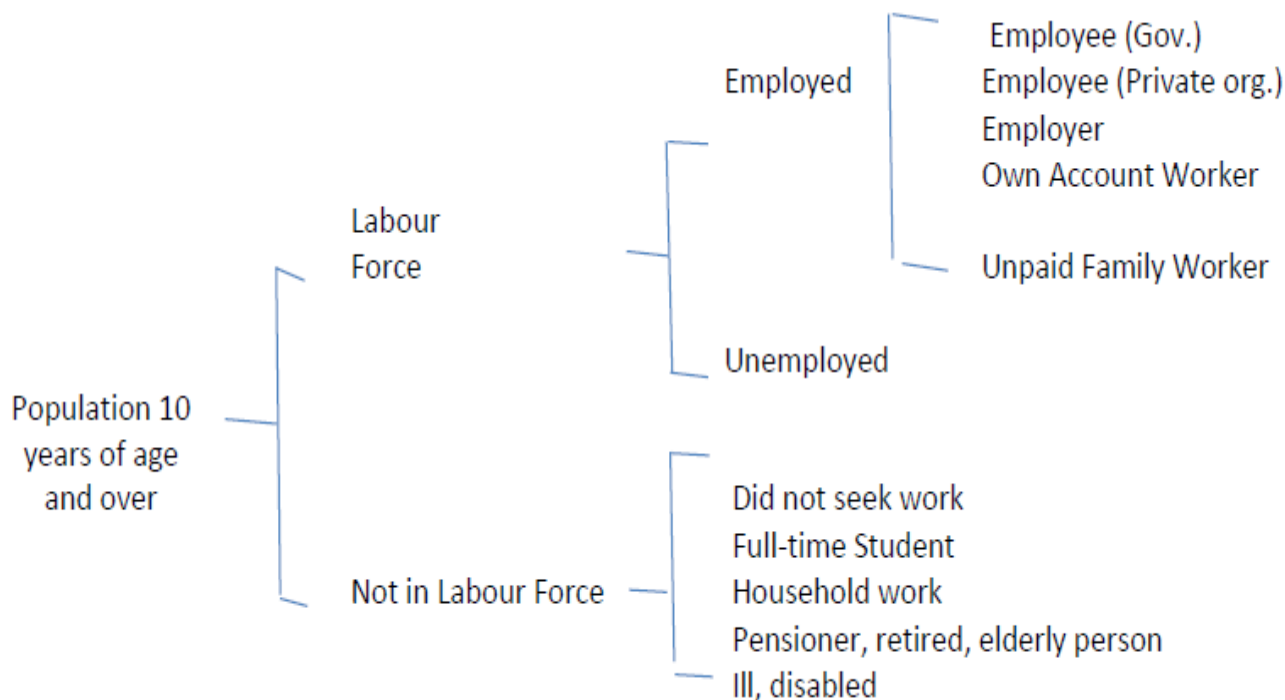 Employee (Gov.)
Employed
Employee (Private org.)
Employer
Own Account Worker
Labour
Force
Unpaid Family Worker
Unemployed
Population 10
years of age
and over
Did not seek work
Full-time Student
Not in Labour Force
Household work
Pensioner, retired, elderly person
Ill, disabled